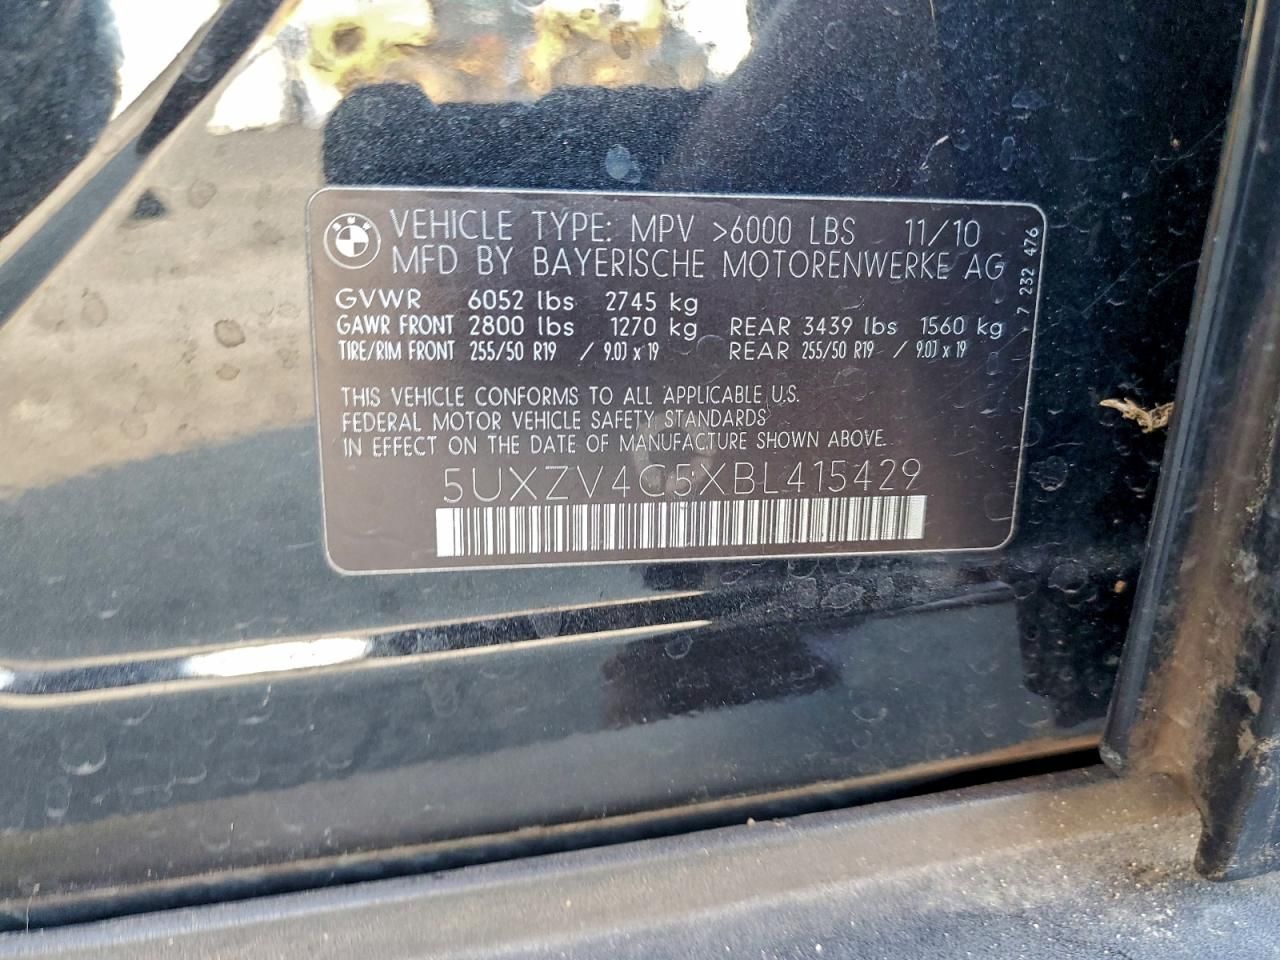 VEHICLE TYPE: MPV >6000 LBS 11/10
MFD BY BAYERISCHE MOTORENWERKE AG
GVWR 6052 lbs 2745 kg
GAWR FRONT 2800 lbs 1270 kg REAR 3439 lbs 1560 kg
TIRE/RIM FRONT 255/50 R19 / 9.0J x 19 REAR 255/50 R19 / 9.0J x 19
THIS VEHICLE CONFORMS TO ALL APPLICABLE U.S.
FEDERAL MOTOR VEHICLE SAFETY STANDARDS
IN EFFECT ON THE DATE OF MANUFACTURE SHOWN ABOVE.
5UXZV4C5XBL415429
7 232 476